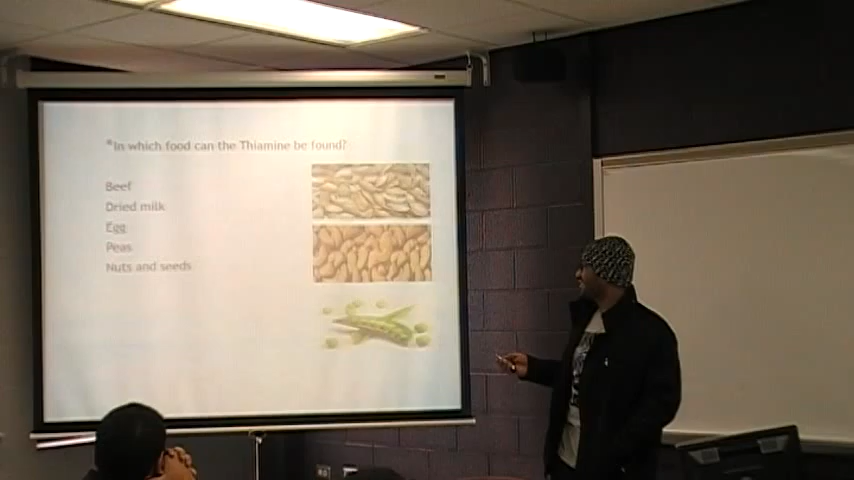 *In which food can the Thiamine be found?
Beef
Dried milk
Egg
Peas
Nuts and seeds